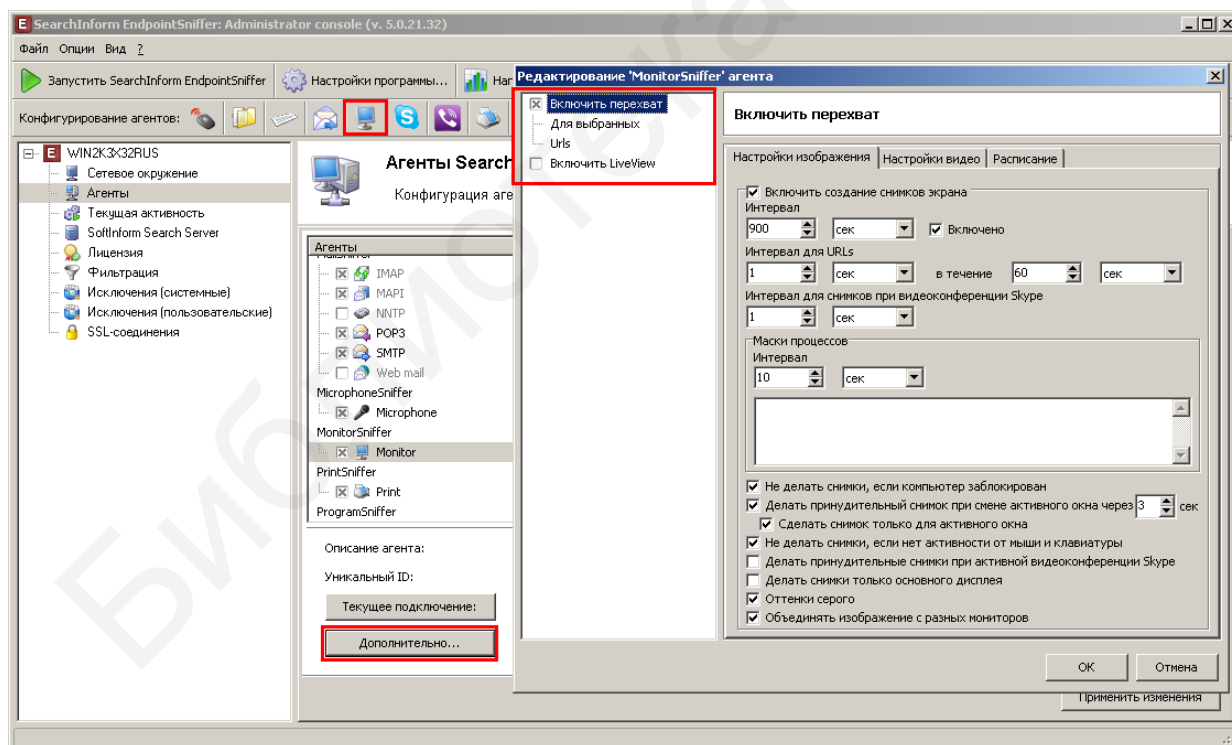 SearchInform EndpointSniffer: Administrator console (v. 5.0.21.32)
Файл Опции Вид ?
Запустить SearchInform EndpointSniffer Настройки программы... Наг
Конфигурирование агентов:
WIN2K3X32RUS
Сетевое окружение
Агенты
Текущая активность
SoftInform Search Server
Лицензия
Фильтрация
Исключения (системные)
Исключения (пользовательские)
SSL-соединения
Агенты Search
Конфигурация аге
Агенты
MailSniffer
IMAP
MAPI
NNTP
POP3
SMTP
Web mail
MicrophoneSniffer
Microphone
MonitorSniffer
Monitor
PrintSniffer
Print
ProgramSniffer
Описание агента:
Уникальный ID:
Текущее подключение:
Дополнительно...
Редактирование 'MonitorSniffer' агента
Включить перехват
Для выбранных
Urls
Включить LiveView
Включить перехват
Настройки изображения Настройки видео Расписание
Включить создание снимков экрана
Интервал
900 сек Включено
Интервал для URLs
1 сек в течение 60 сек
Интервал для снимков при видеоконференции Skype
1 сек
Маски процессов
Интервал
10 сек
Не делать снимки, если компьютер заблокирован
Делать принудительный снимок при смене активного окна через 3 сек
Сделать снимок только для активного окна
Не делать снимки, если нет активности от мыши и клавиатуры
Делать принудительные снимки при активной видеоконференции Skype
Делать снимки только основного дисплея
Оттенки серого
Объединять изображение с разных мониторов
ОК Отмена
Применить изменения
Библиотека